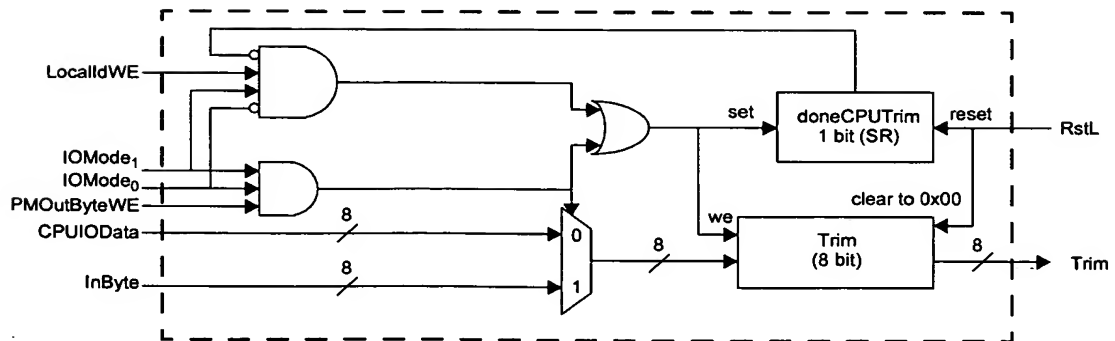 LocalIdWE
IOMode1
IOMode0
PMOutByteWE
CPUIOData
InByte
8
8
0
1
8
set
we
doneCPUTrim
1 bit (SR)
reset
RstL
clear to 0x00
Trim
(8 bit)
8
Trim